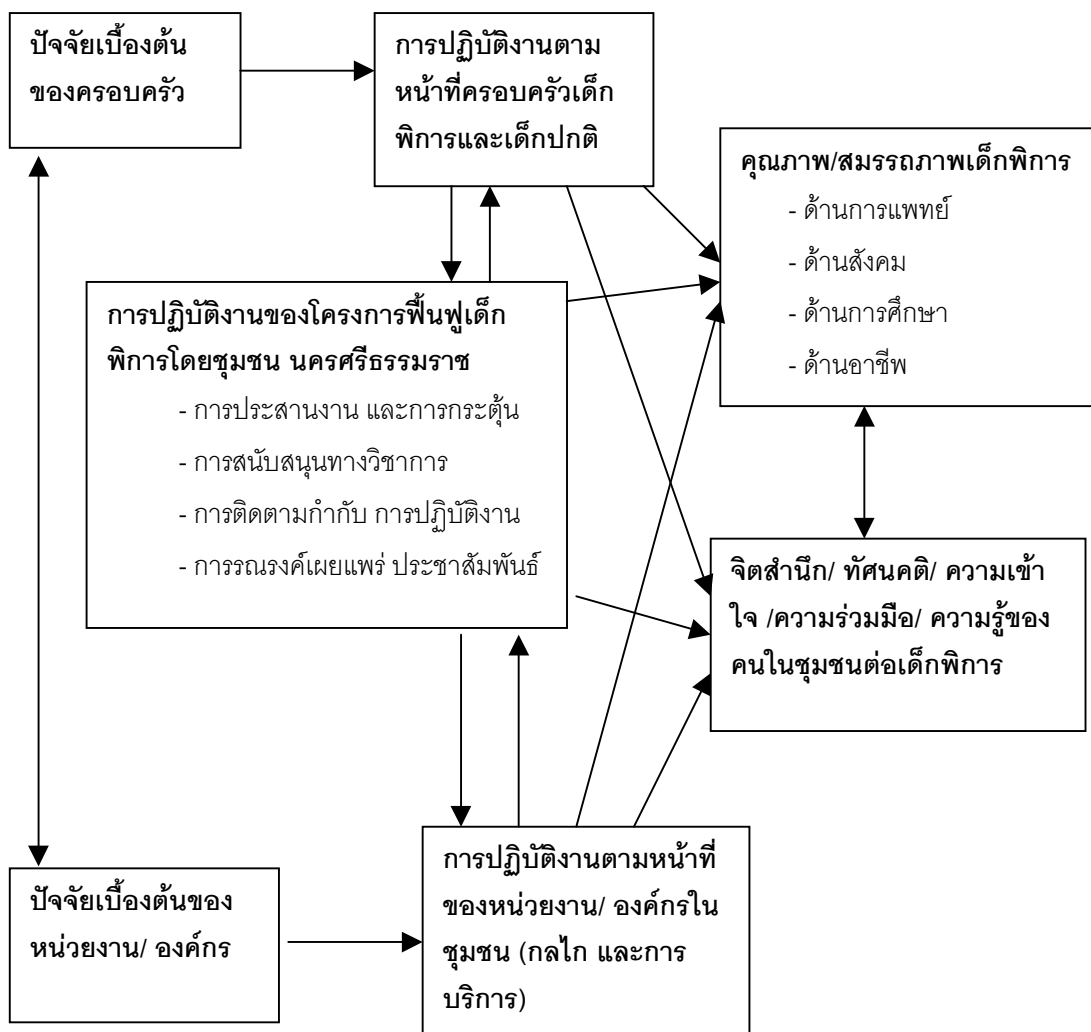 ปัจจัยเบื้องต้น
ของครอบครัว
การปฏิบัติงานตาม
หน้าที่ครอบครัวเด็ก
พิการและเด็กปกติ
คุณภาพ/สมรรถภาพเด็กพิการ
- ด้านการแพทย์
- ด้านสังคม
- ด้านการศึกษา
- ด้านอาชีพ
การปฏิบัติงานของโครงการฟื้นฟูเด็ก
พิการโดยชุมชน นครศรีธรรมราช
- การประสานงาน และการกระตุ้น
- การสนับสนุนทางวิชาการ
- การติดตามกำกับ การปฏิบัติงาน
- การรณรงค์เผยแพร่ ประชาสัมพันธ์
จิตสำนึก/ ทัศนคติ/ ความเข้า
ใจ /ความร่วมมือ/ ความรู้ของ
คนในชุมชนต่อเด็กพิการ
ปัจจัยเบื้องต้นของ
หน่วยงาน/ องค์กร
การปฏิบัติงานตามหน้าที่
ของหน่วยงาน/ องค์กรใน
ชุมชน (กลไก และการ
บริการ)